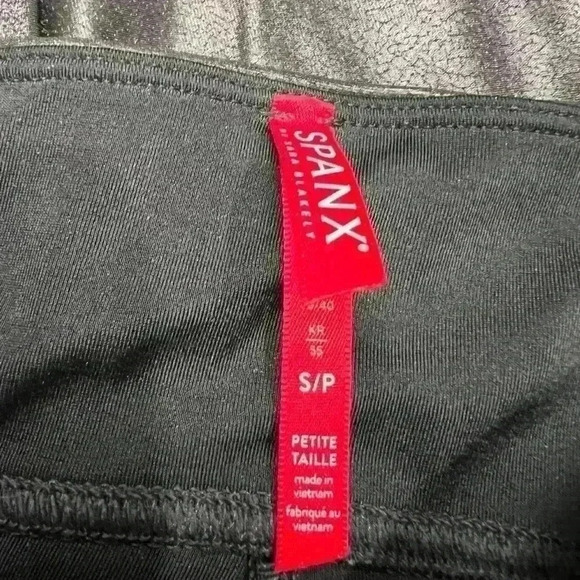 SPANX®
BY SARA BLAKELY
KR
55
S/P
PETITE
TAILLE
made in
vietnam
fabriqué au
vietnam